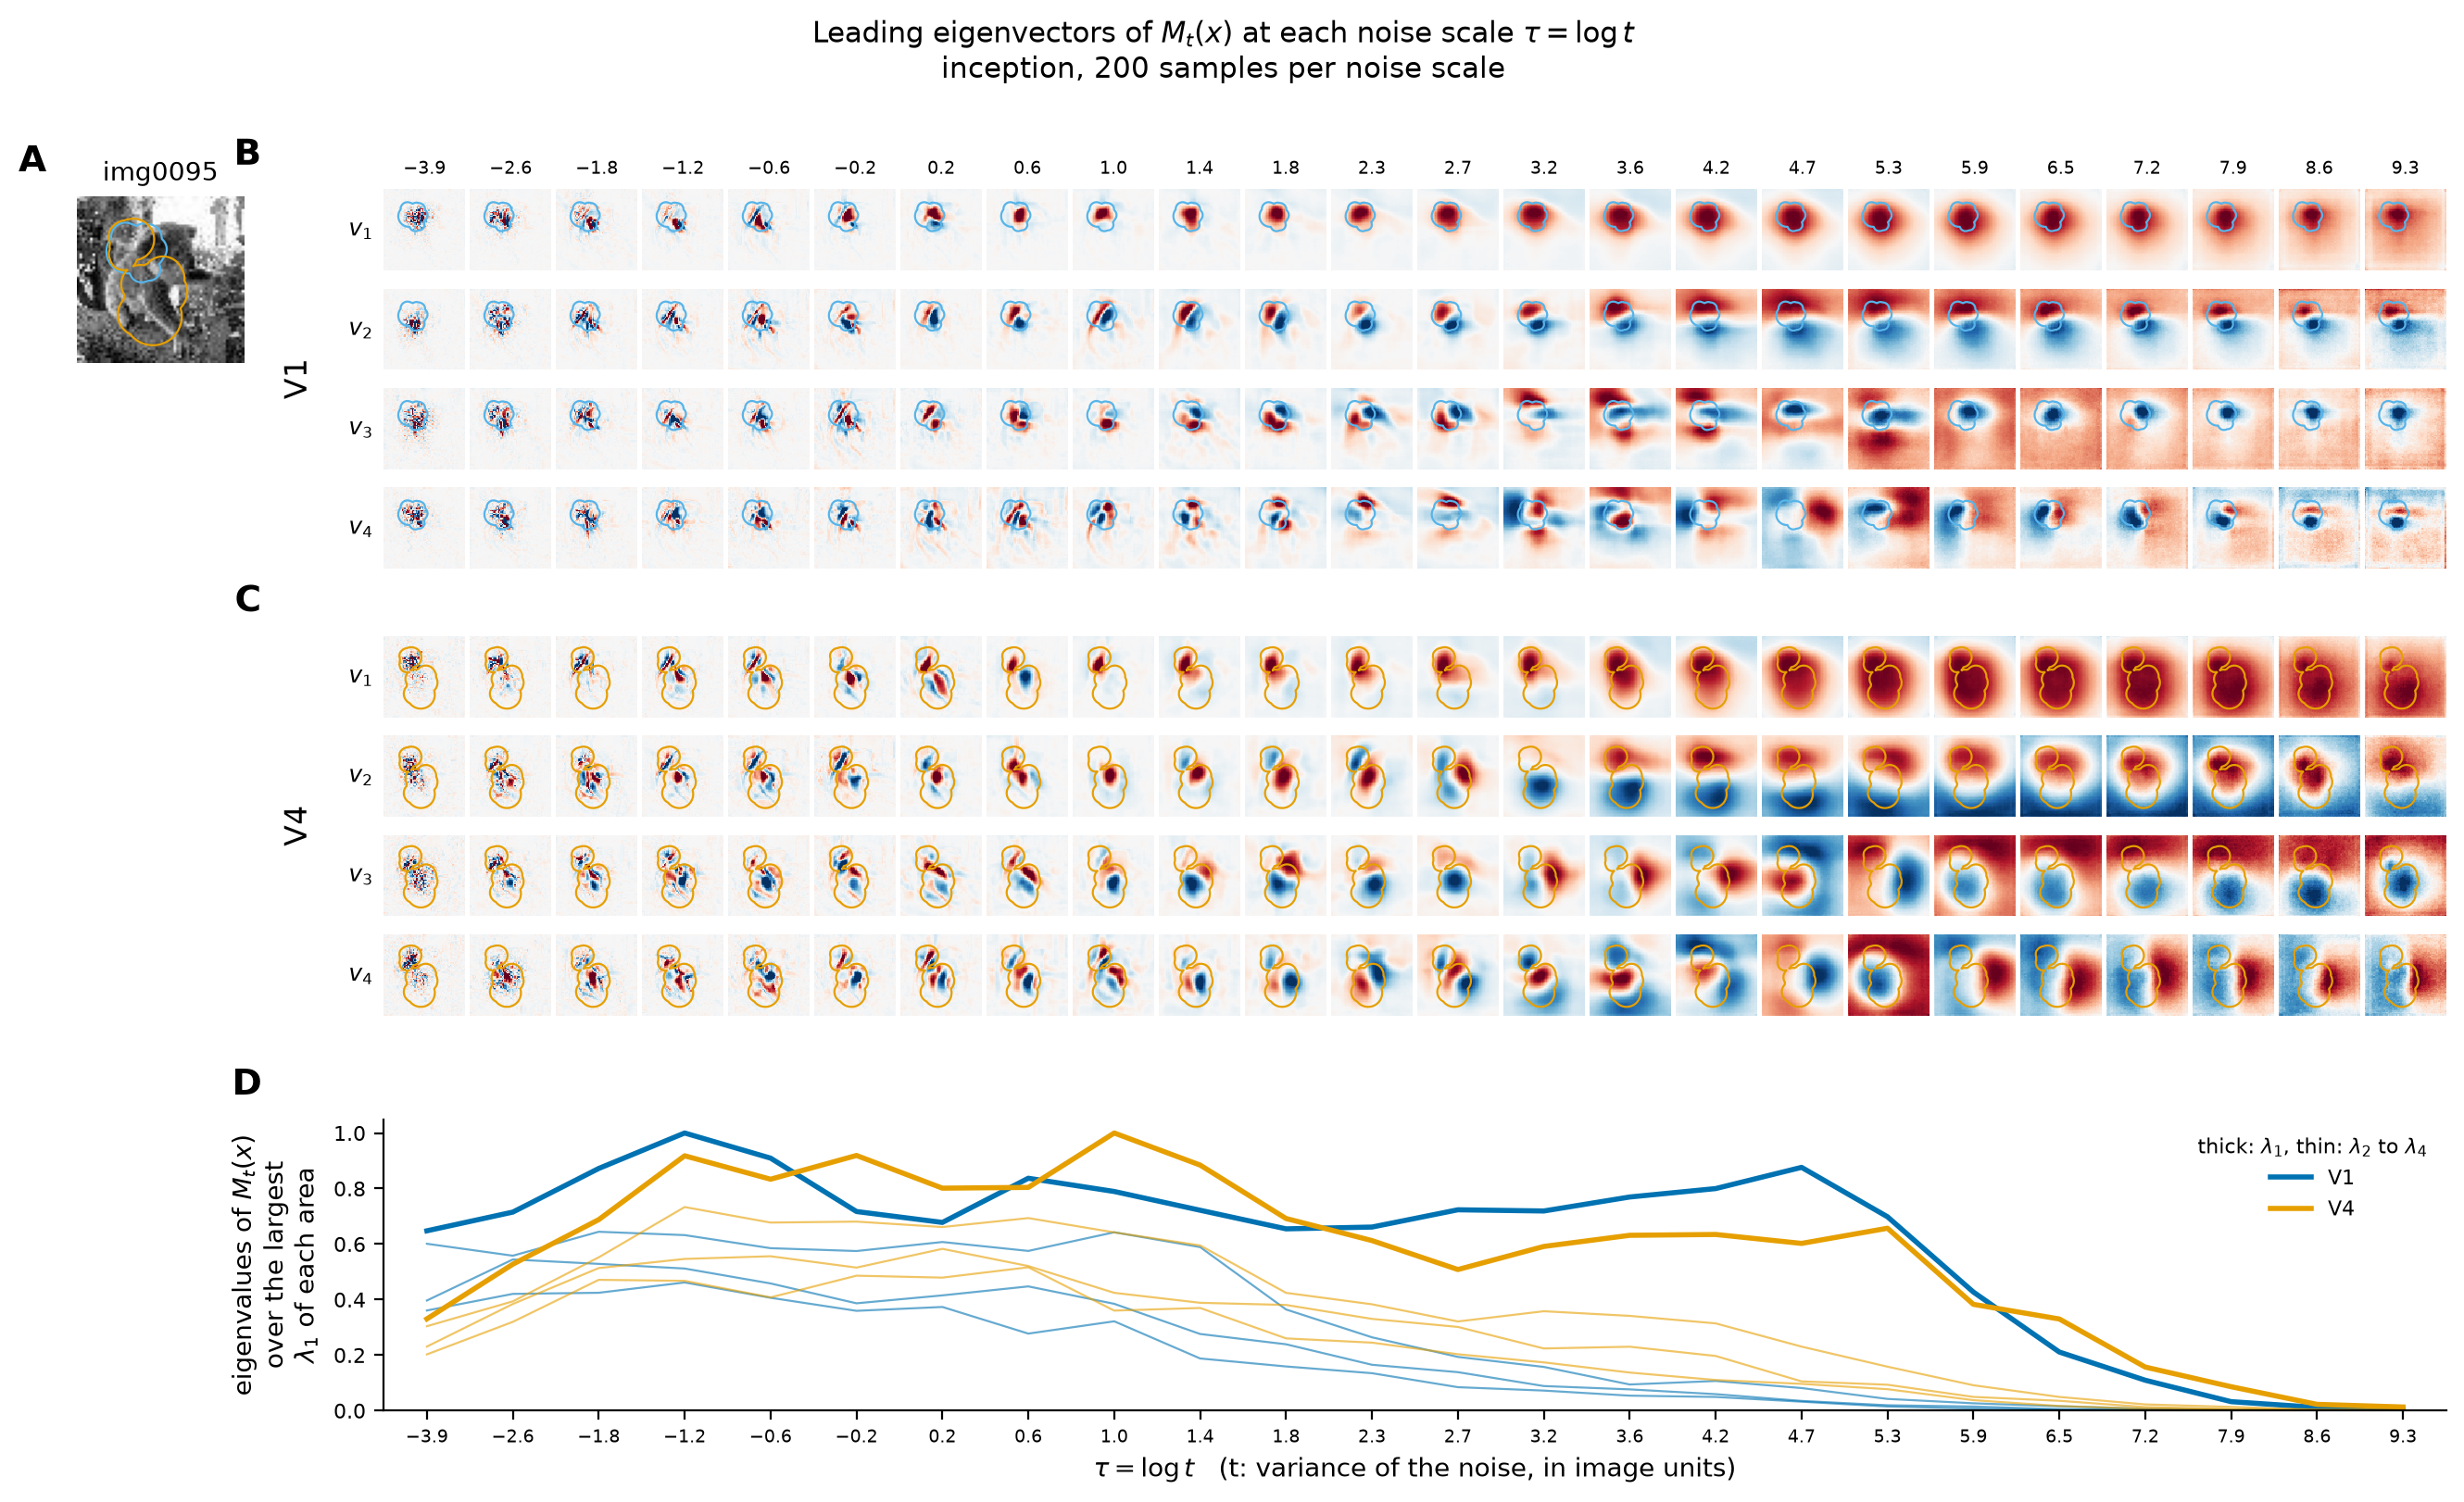 Leading eigenvectors of M_t(x) at each noise scale τ = log t
inception, 200 samples per noise scale
A
img0095
B
−3.9 −2.6 −1.8 −1.2 −0.6 −0.2 0.2 0.6 1.0 1.4 1.8 2.3 2.7 3.2 3.6 4.2 4.7 5.3 5.9 6.5 7.2 7.9 8.6 9.3
V1
v₁
v₂
v₃
v₄
C
V4
v₁
v₂
v₃
v₄
D
eigenvalues of M_t(x)
over the largest
λ₁ of each area
1.0
0.8
0.6
0.4
0.2
0.0
thick: λ₁, thin: λ₂ to λ₄
V1
V4
−3.9 −2.6 −1.8 −1.2 −0.6 −0.2 0.2 0.6 1.0 1.4 1.8 2.3 2.7 3.2 3.6 4.2 4.7 5.3 5.9 6.5 7.2 7.9 8.6 9.3
τ = log t (t: variance of the noise, in image units)